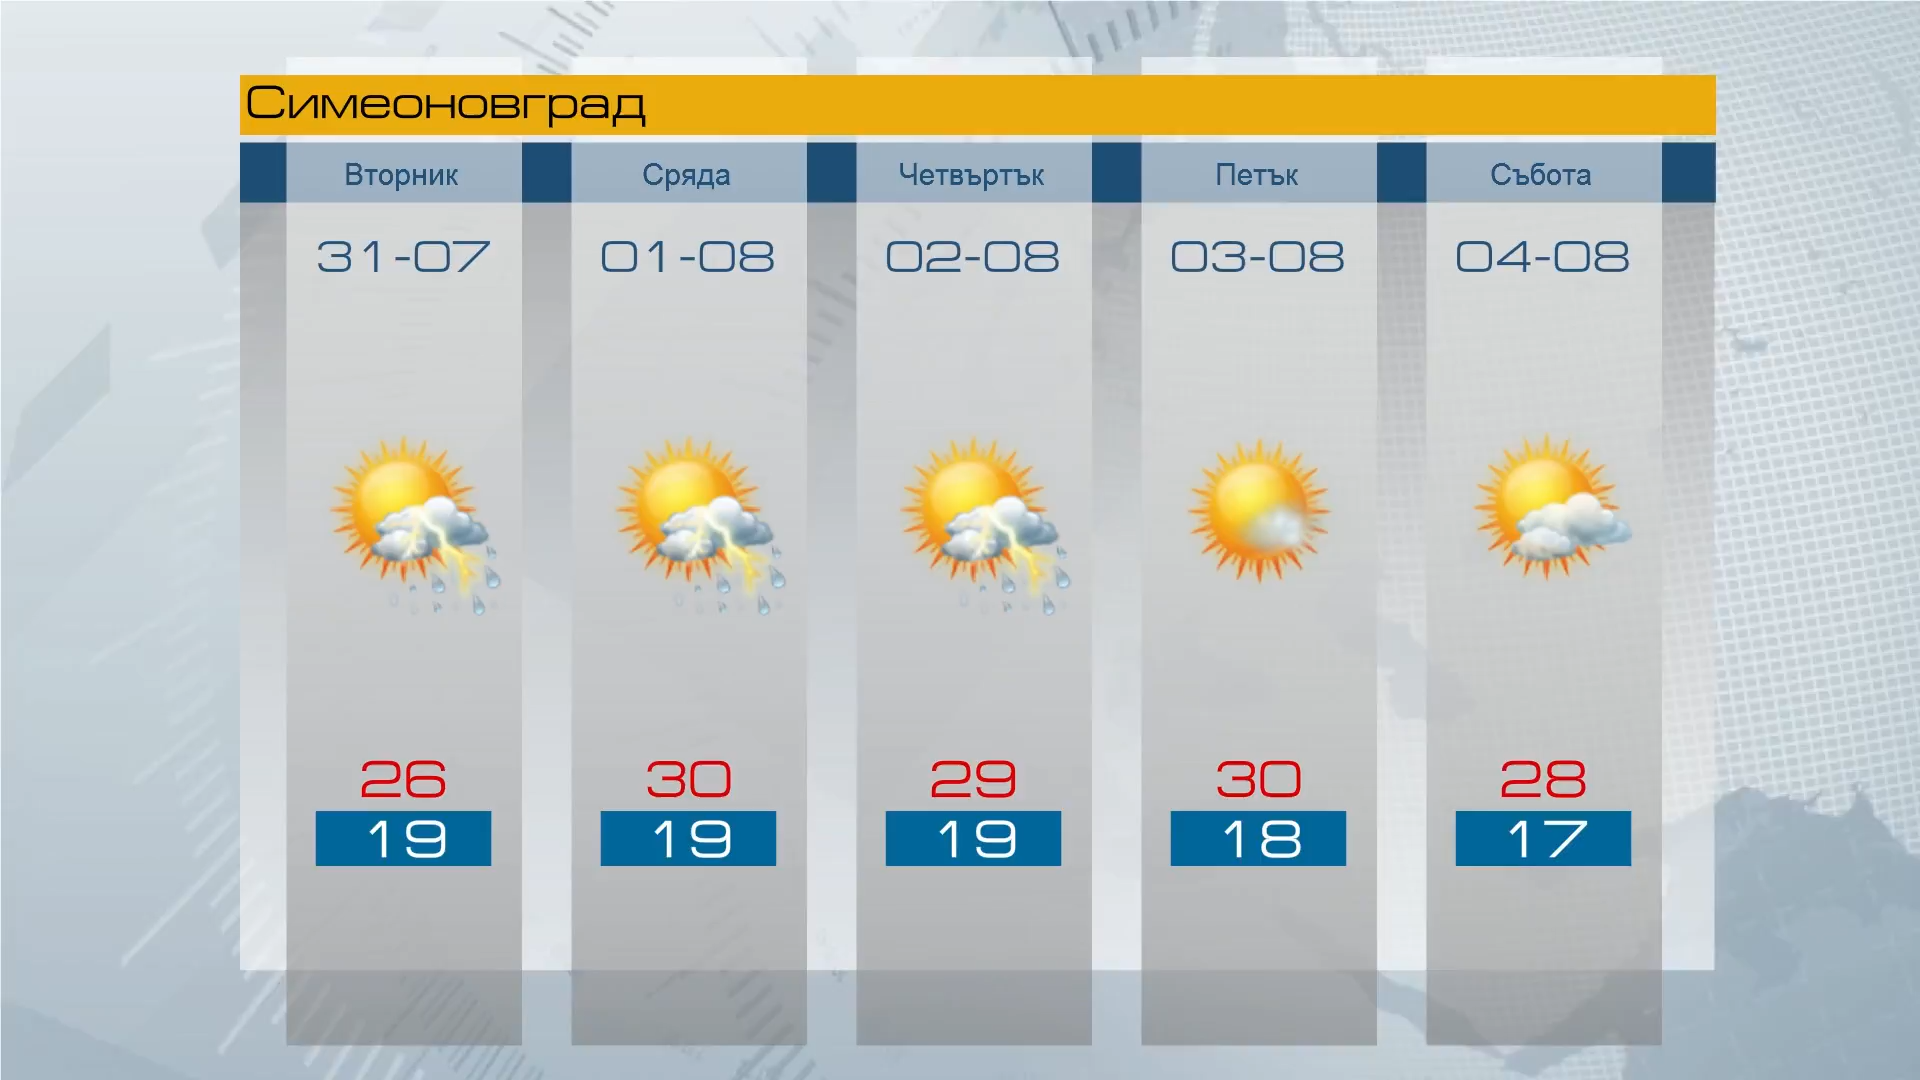 Симеоновград
Вторник Сряда Четвъртък Петък Събота
31-07 01-08 02-08 03-08 04-08
26 30 29 30 28
19 19 19 18 17